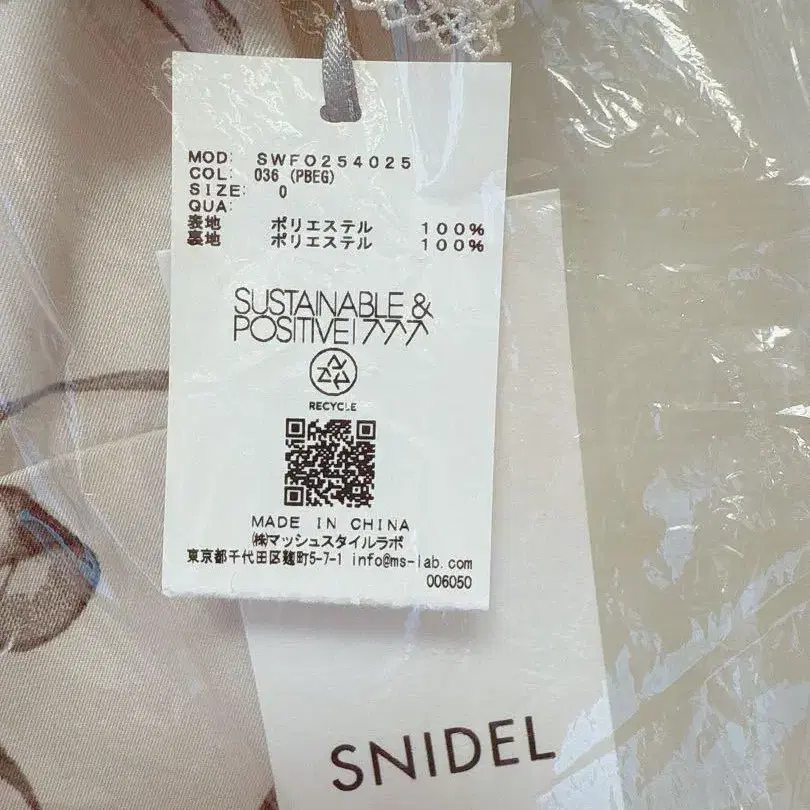 MOD: SWFO254025
COL: 036 (PBEG)
SIZE: 0
QUA:
表地 ポリエステル 100%
裏地 ポリエステル 100%
SUSTAINABLE &
POSITIVE!
RECYCLE
MADE IN CHINA
㈱マッシュスタイルラボ
東京都千代田区麹町5-7-1 info@ms-lab.com
006050
SNIDEL